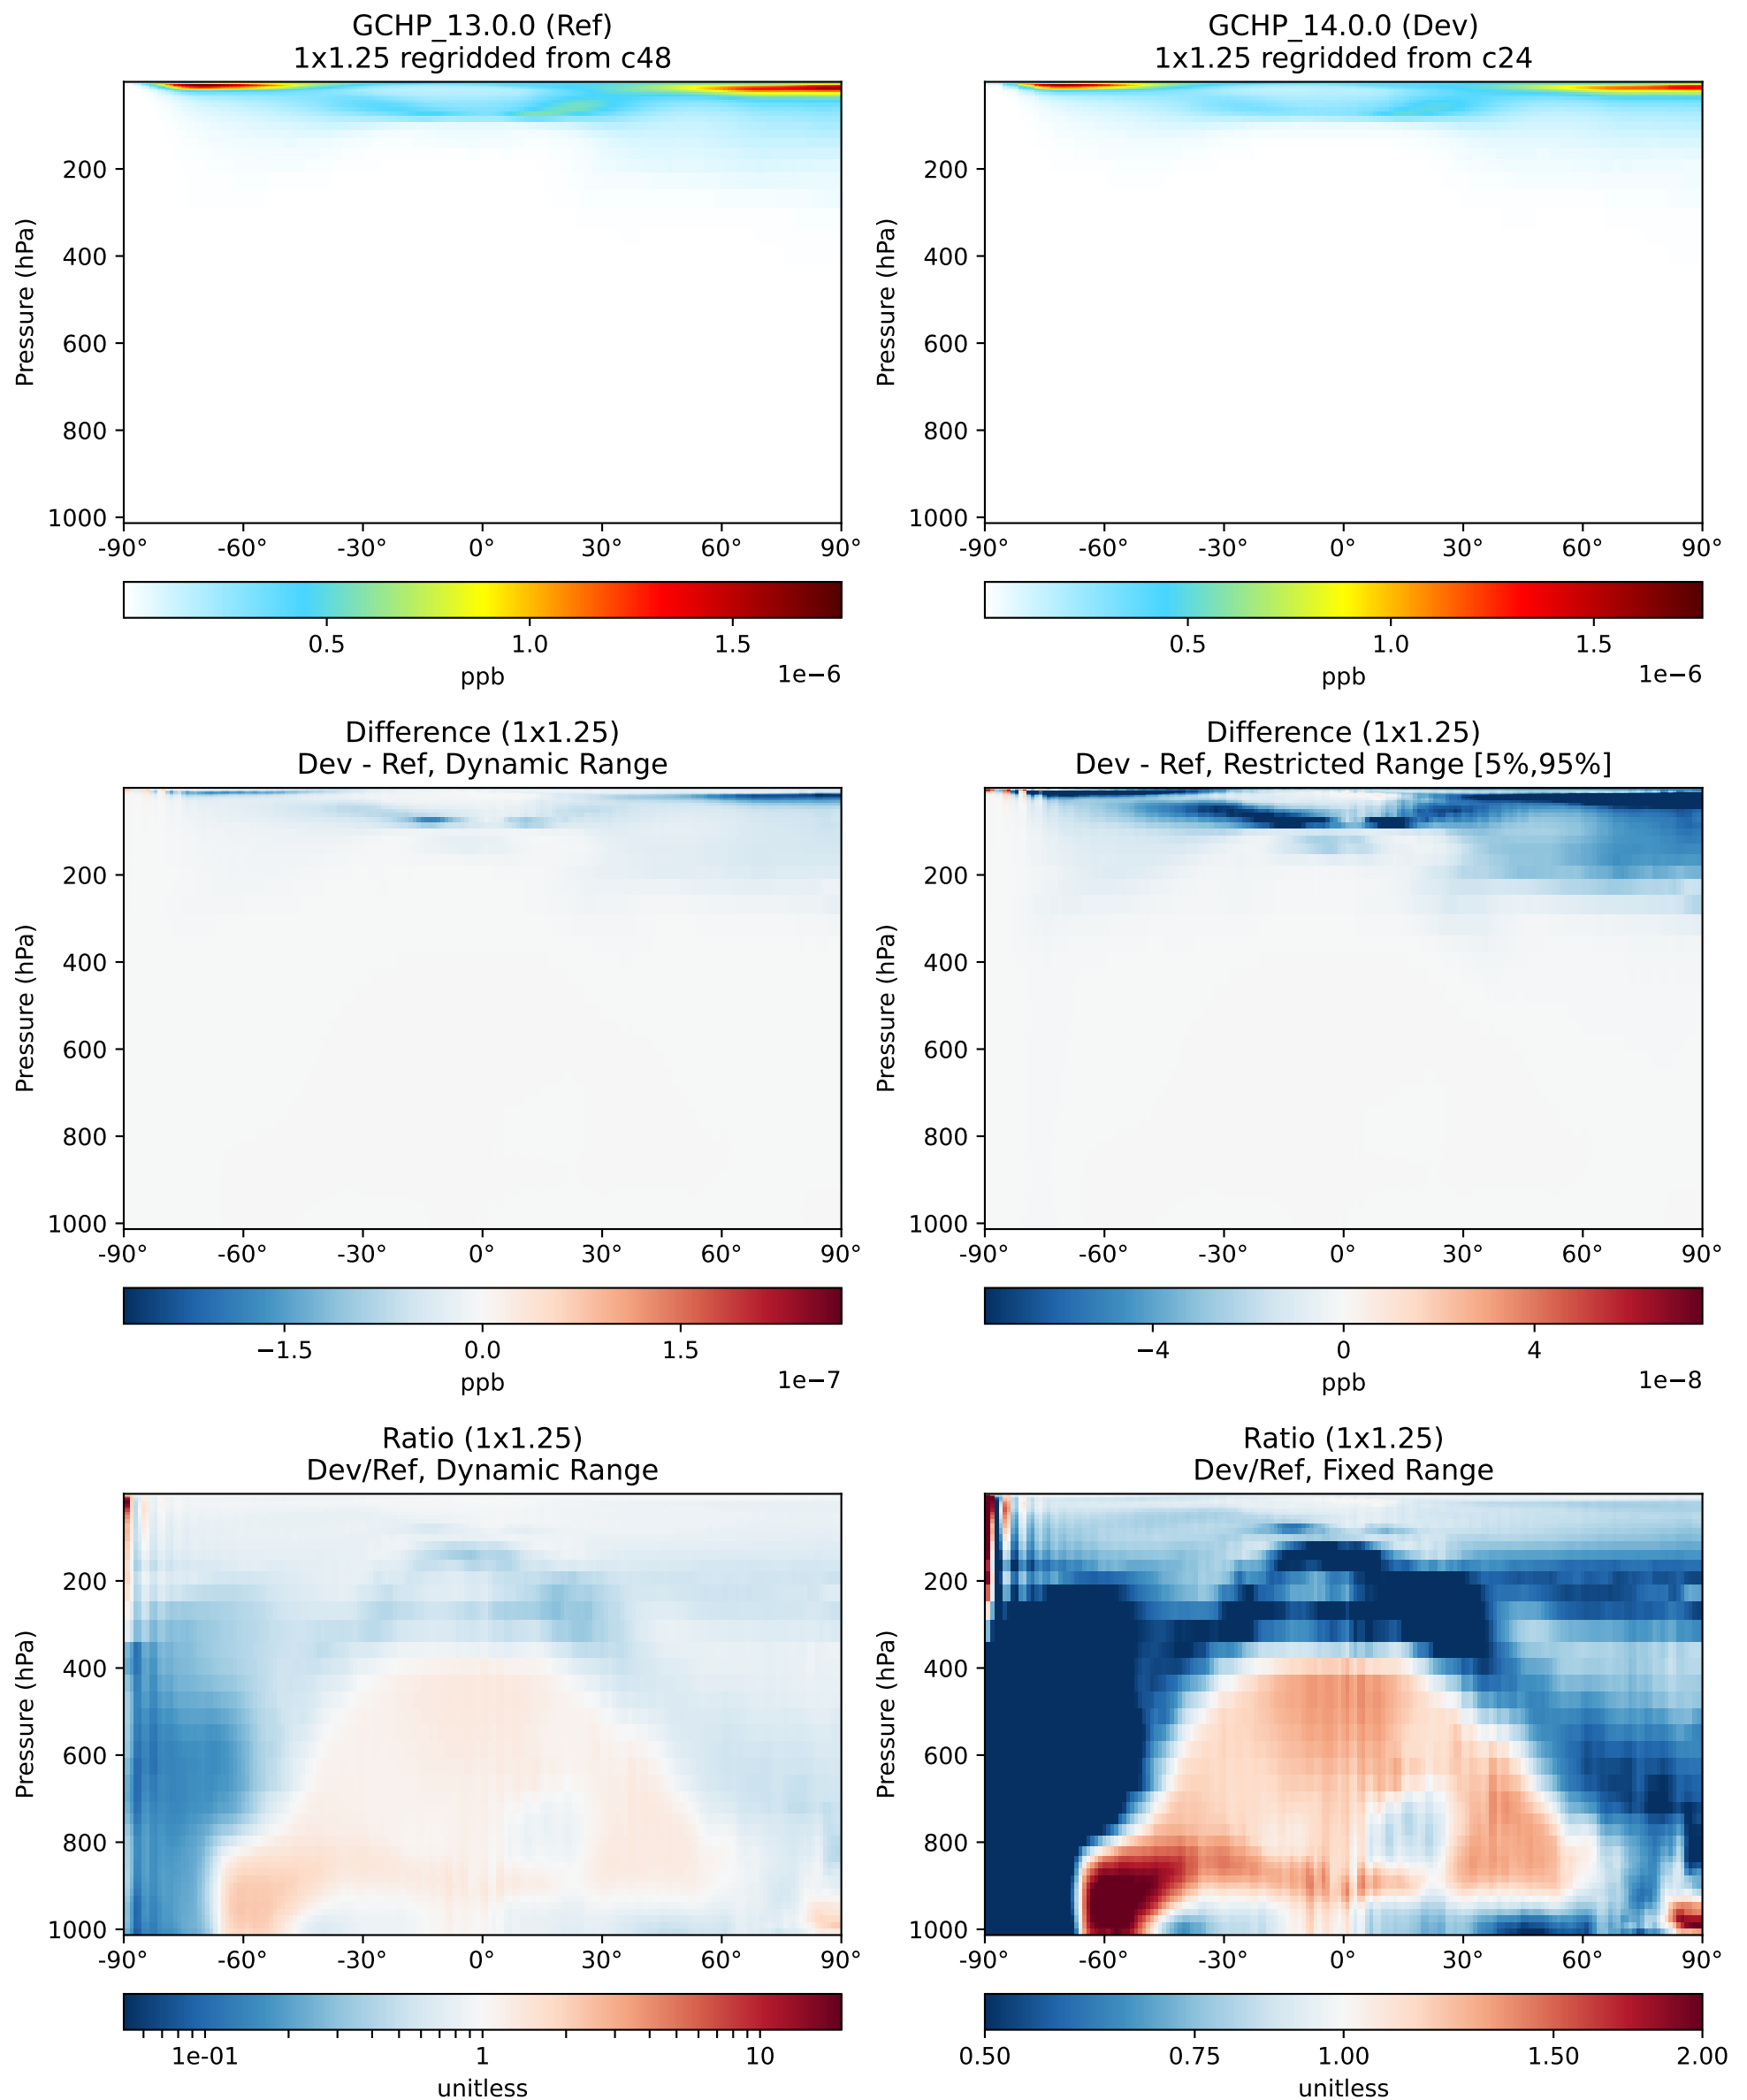 GCHP_13.0.0 (Ref)
1x1.25 regridded from c48
GCHP_14.0.0 (Dev)
1x1.25 regridded from c24
Pressure (hPa)
200
400
600
800
1000
-90° -60° -30° 0° 30° 60° 90°
0.5 1.0 1.5
ppb
1e−6
Pressure (hPa)
200
400
600
800
1000
-90° -60° -30° 0° 30° 60° 90°
0.5 1.0 1.5
ppb
1e−6
Difference (1x1.25)
Dev - Ref, Dynamic Range
Difference (1x1.25)
Dev - Ref, Restricted Range [5%,95%]
Pressure (hPa)
200
400
600
800
1000
-90° -60° -30° 0° 30° 60° 90°
−1.5 0.0 1.5
ppb
1e−7
Pressure (hPa)
200
400
600
800
1000
-90° -60° -30° 0° 30° 60° 90°
−4 0 4
ppb
1e−8
Ratio (1x1.25)
Dev/Ref, Dynamic Range
Ratio (1x1.25)
Dev/Ref, Fixed Range
Pressure (hPa)
200
400
600
800
1000
-90° -60° -30° 0° 30° 60° 90°
1e-01 1 10
unitless
Pressure (hPa)
200
400
600
800
1000
-90° -60° -30° 0° 30° 60° 90°
0.50 0.75 1.00 1.50 2.00
unitless